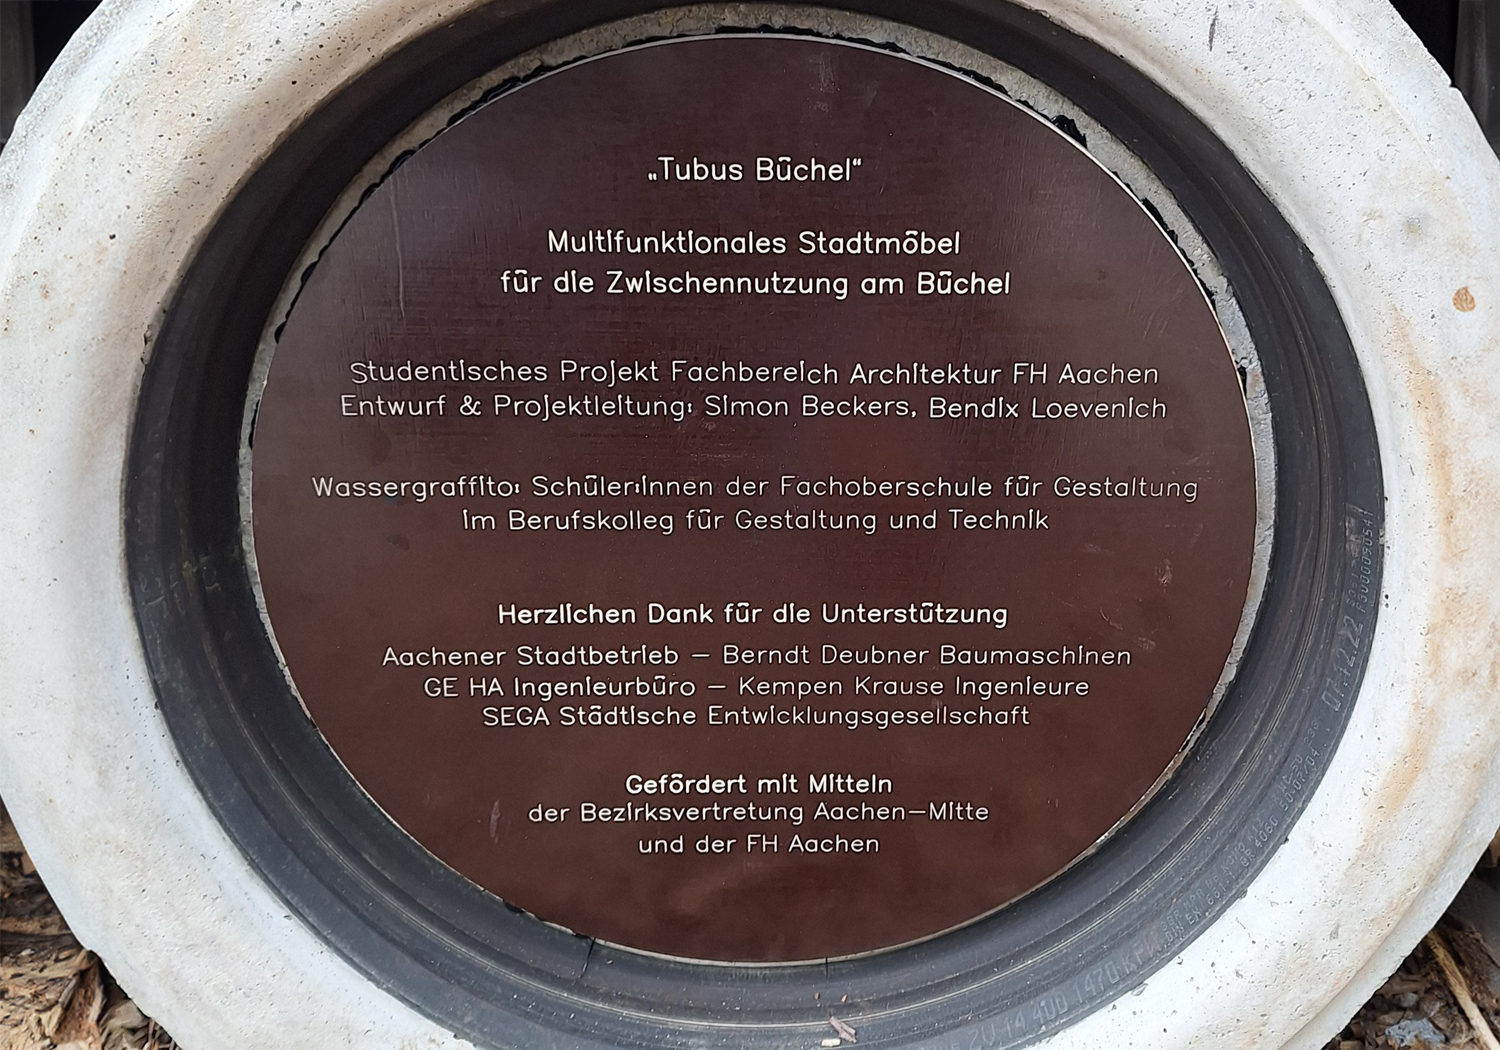 „Tubus Büchel“
Multifunktionales Stadtmöbel
für die Zwischennutzung am Büchel
Studentisches Projekt Fachbereich Architektur FH Aachen
Entwurf & Projektleitung: Simon Beckers, Bendix Loevenich
Wassergraffito: Schüler:innen der Fachoberschule für Gestaltung
im Berufskolleg für Gestaltung und Technik
Herzlichen Dank für die Unterstützung
Aachener Stadtbetrieb – Berndt Deubner Baumaschinen
GE HA Ingenieurbüro – Kempen Krause Ingenieure
SEGA Städtische Entwicklungsgesellschaft
Gefördert mit Mitteln
der Bezirksvertretung Aachen–Mitte
und der FH Aachen
07.12.22